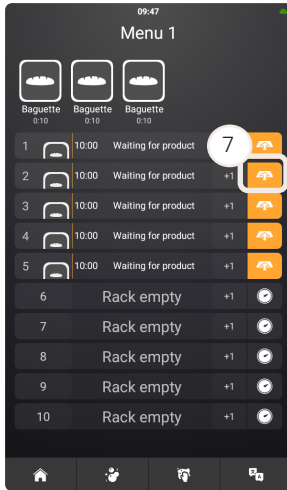 09:47
Menu 1
Baguette Baguette Baguette
0:10 0:10 0:10
1 10:00 Waiting for product 7
2 10:00 Waiting for product +1
3 10:00 Waiting for product +1
4 10:00 Waiting for product +1
5 10:00 Waiting for product +1
6 Rack empty +1
7 Rack empty +1
8 Rack empty +1
9 Rack empty +1
10 Rack empty +1